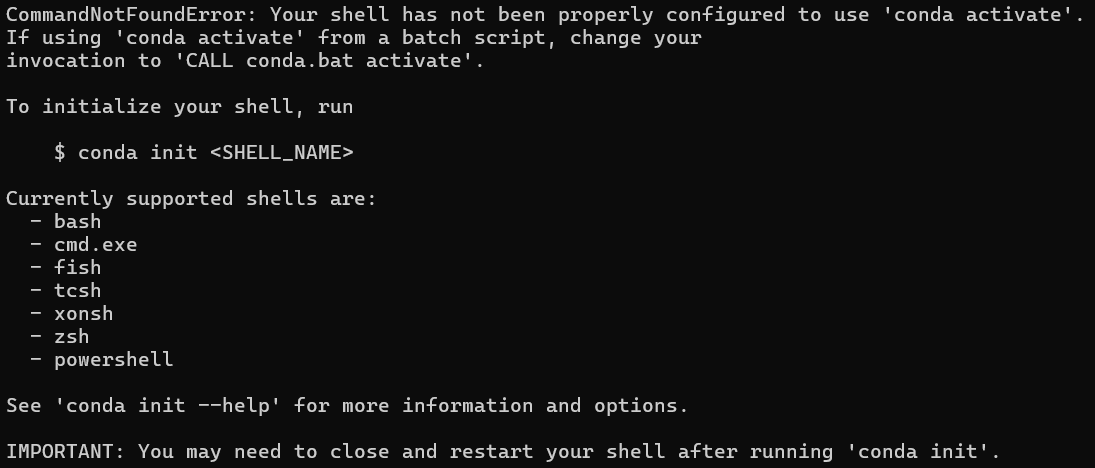 CommandNotFoundError: Your shell has not been properly configured to use 'conda activate'.
If using 'conda activate' from a batch script, change your
invocation to 'CALL conda.bat activate'.

To initialize your shell, run

    $ conda init <SHELL_NAME>

Currently supported shells are:
  - bash
  - cmd.exe
  - fish
  - tcsh
  - xonsh
  - zsh
  - powershell

See 'conda init --help' for more information and options.

IMPORTANT: You may need to close and restart your shell after running 'conda init'.